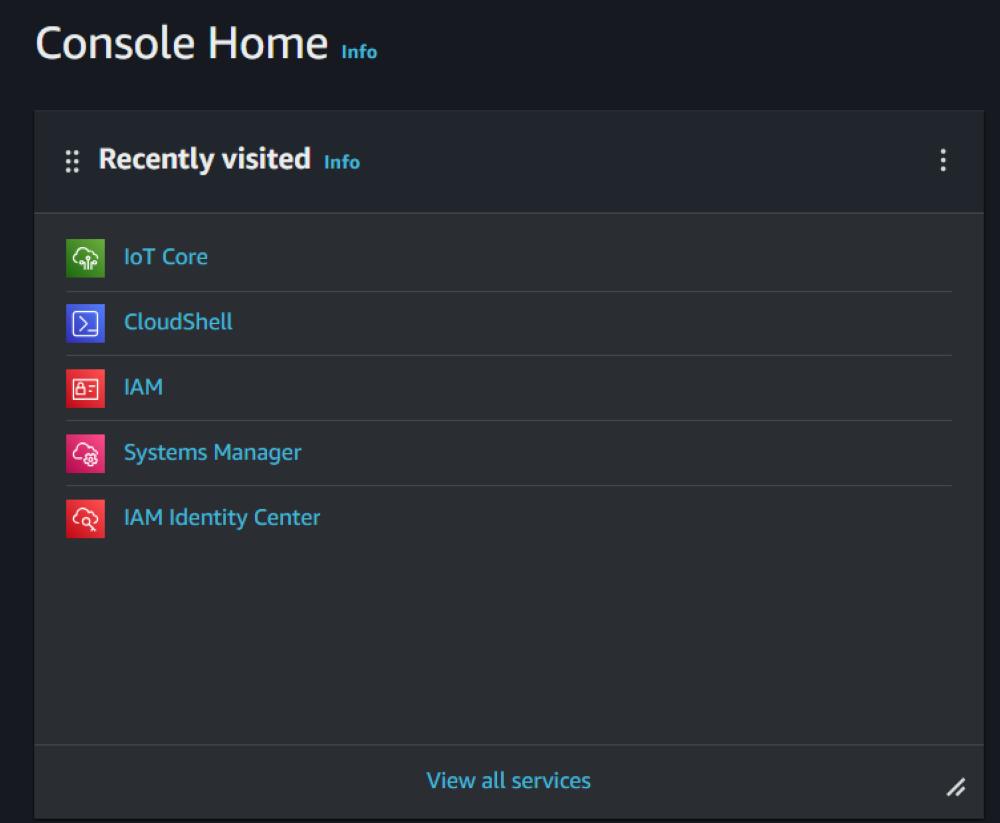 Console Home Info
Recently visited Info
IoT Core
CloudShell
IAM
Systems Manager
IAM Identity Center
View all services